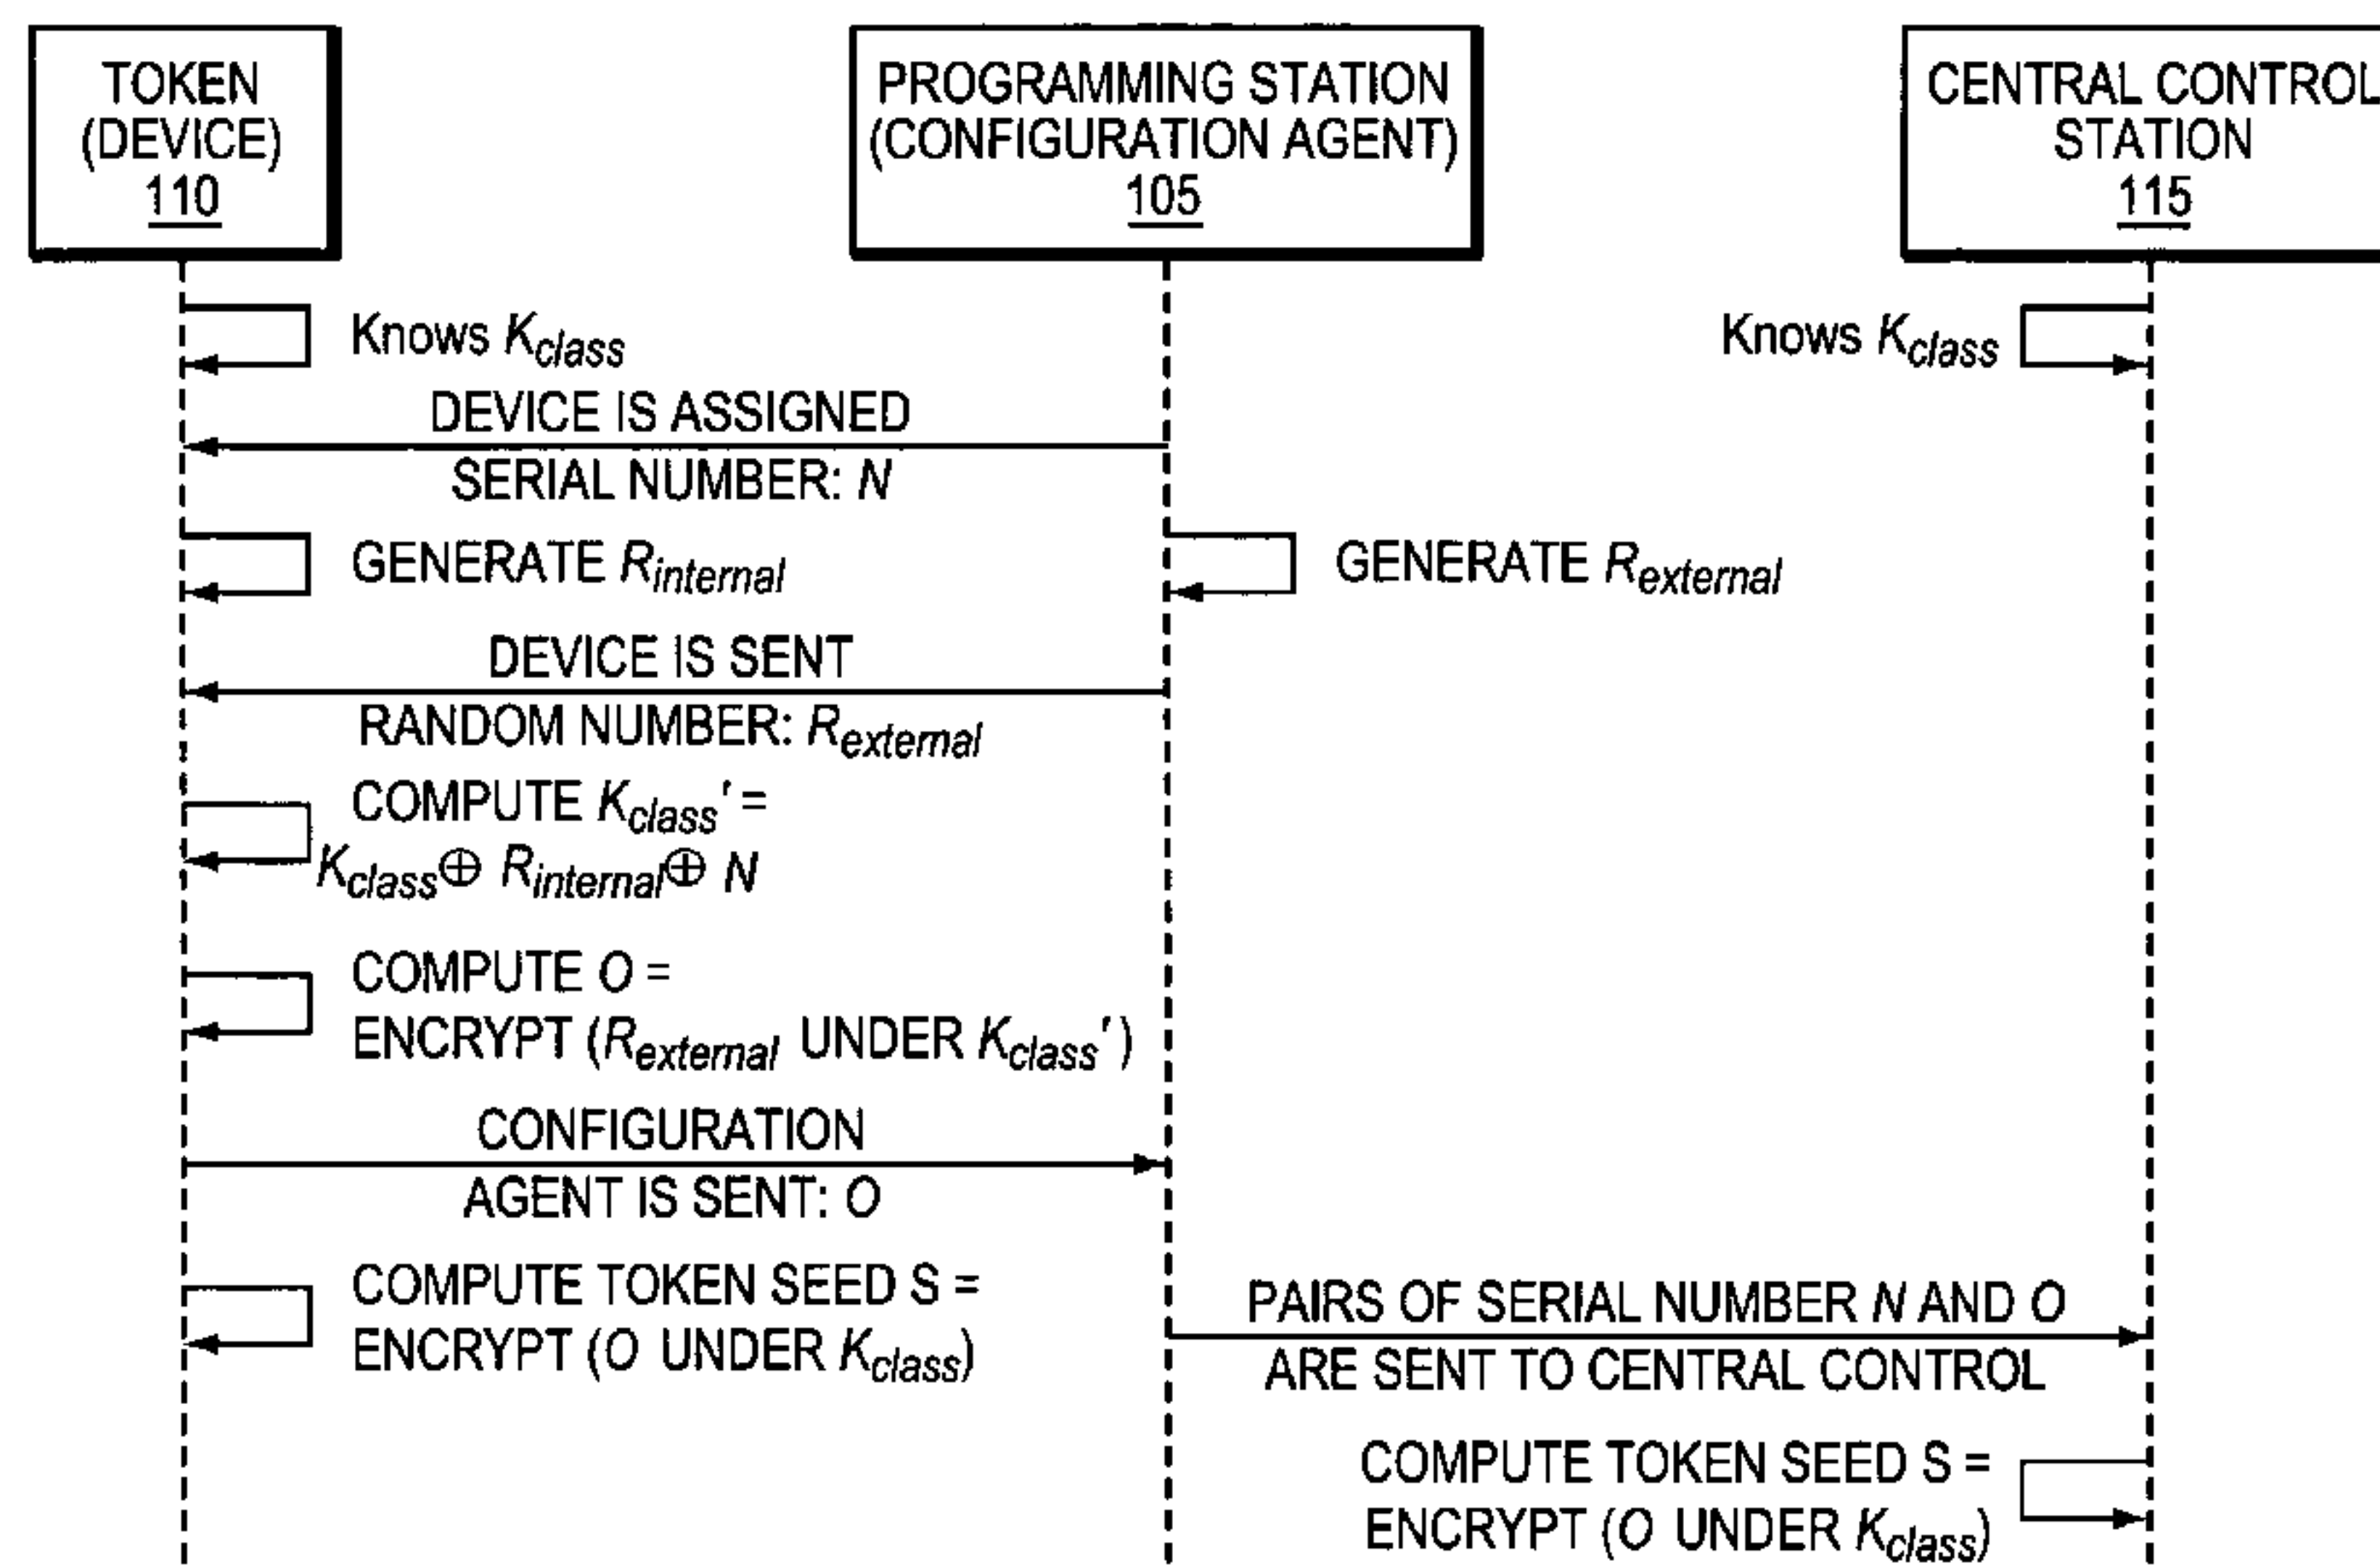 TOKEN
(DEVICE)
110
PROGRAMMING STATION
(CONFIGURATION AGENT)
105
CENTRAL CONTROL
STATION
115
Knows Kclass
Knows Kclass
DEVICE IS ASSIGNED
SERIAL NUMBER: N
GENERATE Rinternal
GENERATE Rexternal
DEVICE IS SENT
RANDOM NUMBER: Rexternal
COMPUTE Kclass' =
Kclass⊕ Rinternal⊕ N
COMPUTE O =
ENCRYPT (Rexternal UNDER Kclass')
CONFIGURATION
AGENT IS SENT: O
COMPUTE TOKEN SEED S =
ENCRYPT (O UNDER Kclass)
PAIRS OF SERIAL NUMBER N AND O
ARE SENT TO CENTRAL CONTROL
COMPUTE TOKEN SEED S =
ENCRYPT (O UNDER Kclass)